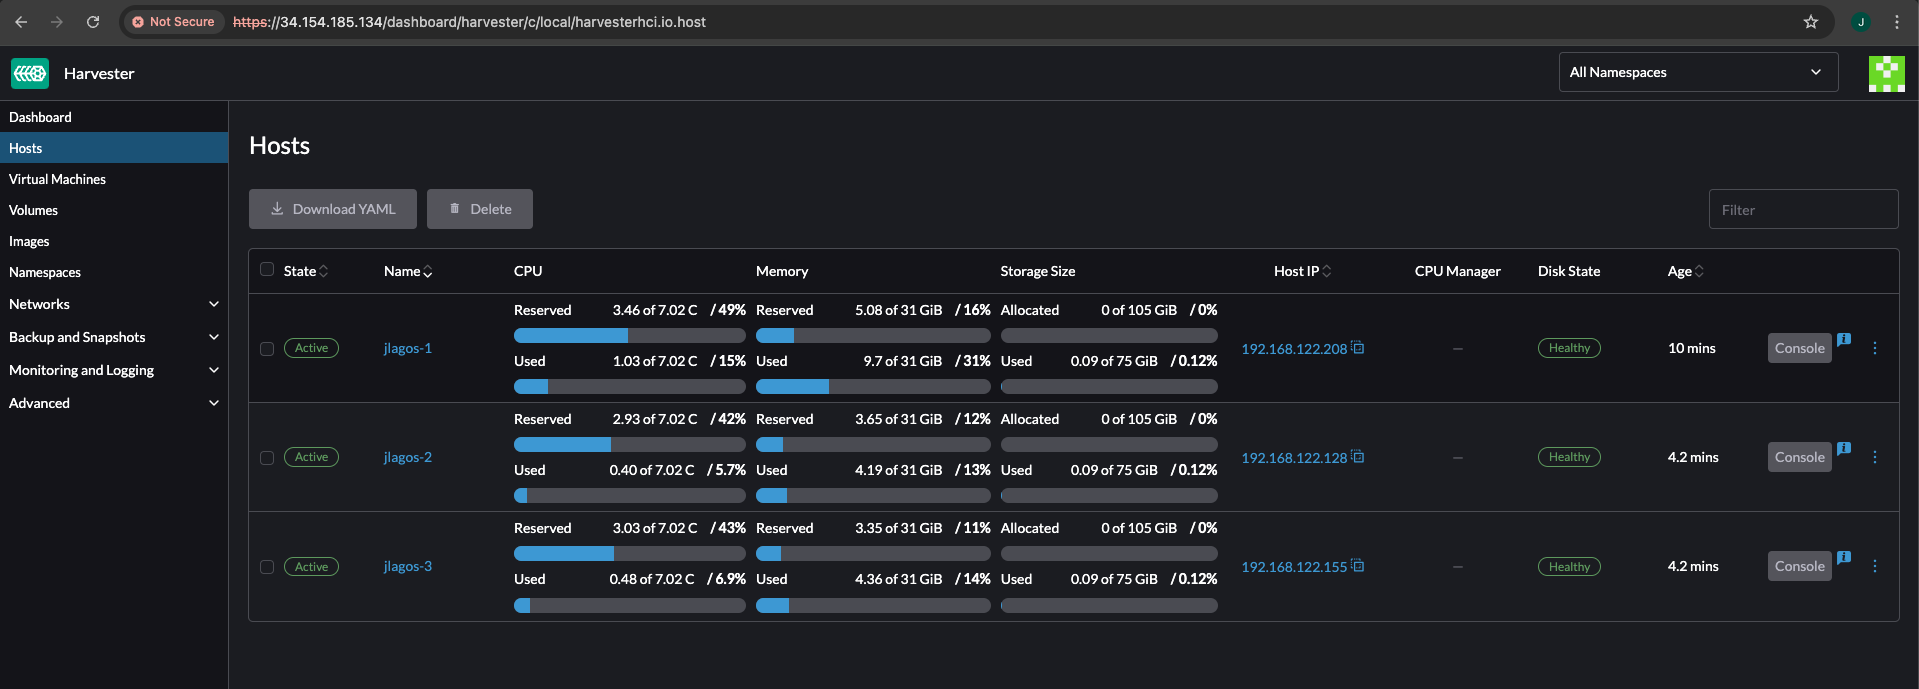 Not Secure https://34.154.185.134/dashboard/harvester/c/local/harvesterhci.io.host J
Harvester All Namespaces
Dashboard
Hosts
Virtual Machines
Volumes
Images
Namespaces
Networks
Backup and Snapshots
Monitoring and Logging
Advanced
Hosts
Download YAML Delete Filter
State Name CPU Memory Storage Size Host IP CPU Manager Disk State Age
Reserved 3.46 of 7.02 C / 49% Reserved 5.08 of 31 GiB / 16% Allocated 0 of 105 GiB / 0%
Active jlagos-1 192.168.122.208 — Healthy 10 mins Console
Used 1.03 of 7.02 C / 15% Used 9.7 of 31 GiB / 31% Used 0.09 of 75 GiB / 0.12%
Reserved 2.93 of 7.02 C / 42% Reserved 3.65 of 31 GiB / 12% Allocated 0 of 105 GiB / 0%
Active jlagos-2 192.168.122.128 — Healthy 4.2 mins Console
Used 0.40 of 7.02 C / 5.7% Used 4.19 of 31 GiB / 13% Used 0.09 of 75 GiB / 0.12%
Reserved 3.03 of 7.02 C / 43% Reserved 3.35 of 31 GiB / 11% Allocated 0 of 105 GiB / 0%
Active jlagos-3 192.168.122.155 — Healthy 4.2 mins Console
Used 0.48 of 7.02 C / 6.9% Used 4.36 of 31 GiB / 14% Used 0.09 of 75 GiB / 0.12%